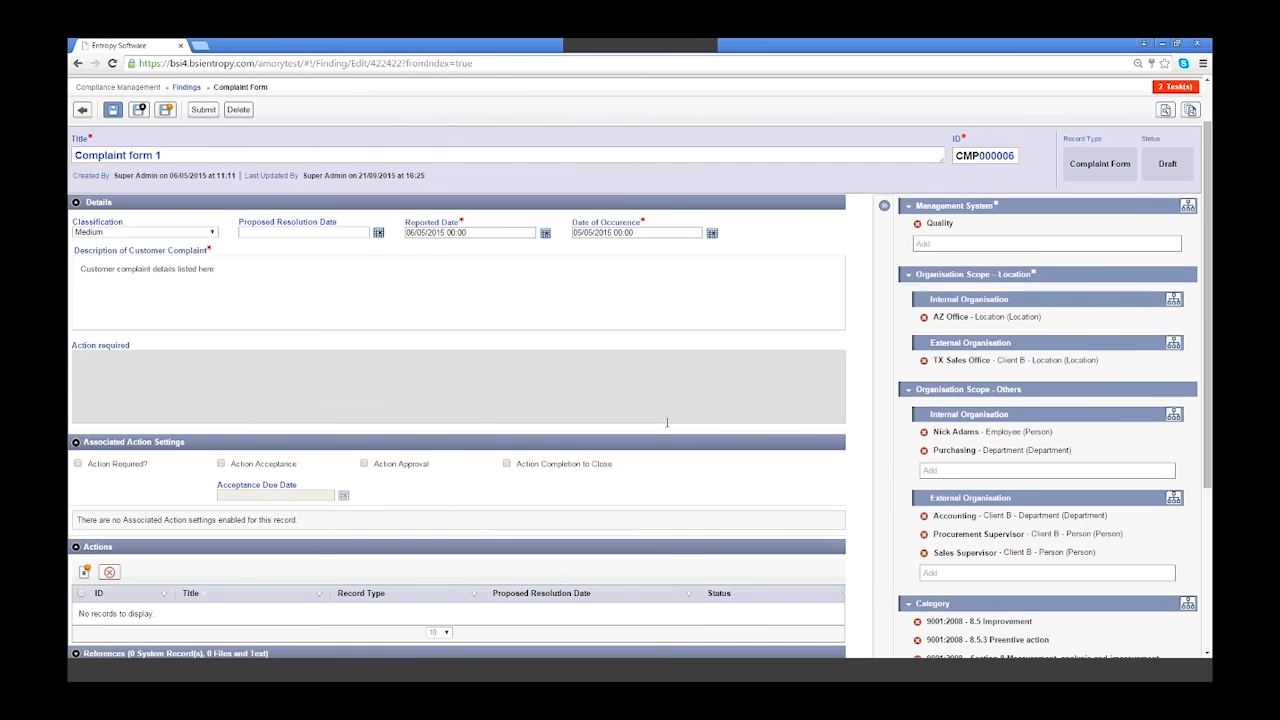 Entropy Software
https://bsi4.bsientropy.com/amorytest/#!/Finding/Edit/422422?fromIndex=true
Compliance Management Findings Complaint Form
2 Task(s)
Submit Delete
Title* ID* Record Type Status
Complaint form 1 CMP000006 Complaint Form Draft
Created By Super Admin on 06/05/2015 at 11:11 | Last Updated By Super Admin on 21/09/2015 at 16:25
Details
Classification Proposed Resolution Date Reported Date* Date of Occurence*
Medium 06/05/2015 00:00 05/05/2015 00:00
Description of Customer Complaint*
Customer complaint details listed here
Action required
Associated Action Settings
Action Required? Action Acceptance Action Approval Action Completion to Close
Acceptance Due Date
There are no Associated Action settings enabled for this record.
Actions
ID Title Record Type Proposed Resolution Date Status
No records to display.
10
References (0 System Record(s), 0 Files and Text)
Management System*
Quality
Add
Organisation Scope – Location*
Internal Organisation
AZ Office - Location (Location)
External Organisation
TX Sales Office - Client B - Location (Location)
Organisation Scope - Others
Internal Organisation
Nick Adams - Employee (Person)
Purchasing - Department (Department)
Add
External Organisation
Accounting - Client B - Department (Department)
Procurement Supervisor - Client B - Person (Person)
Sales Supervisor - Client B - Person (Person)
Add
Category
9001:2008 - 8.5 Improvement
9001:2008 - 8.5.3 Preentive action
9001:2008 - Section 8 Measurement, analysis and improvement